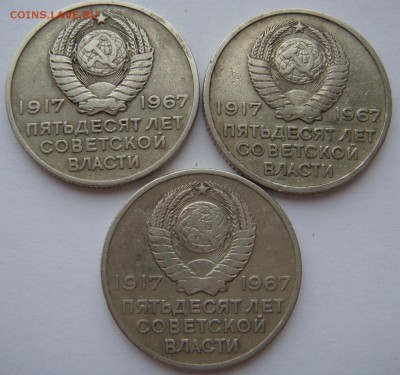 COINS.LAVE.RU
1917 1967
ПЯТЬДЕСЯТ ЛЕТ
СОВЕТСКОЙ
ВЛАСТИ
1917 1967
ПЯТЬДЕСЯТ ЛЕТ
СОВЕТСКОЙ
ВЛАСТИ
1917 1967
ПЯТЬДЕСЯТ ЛЕТ
СОВЕТСКОЙ
ВЛАСТИ